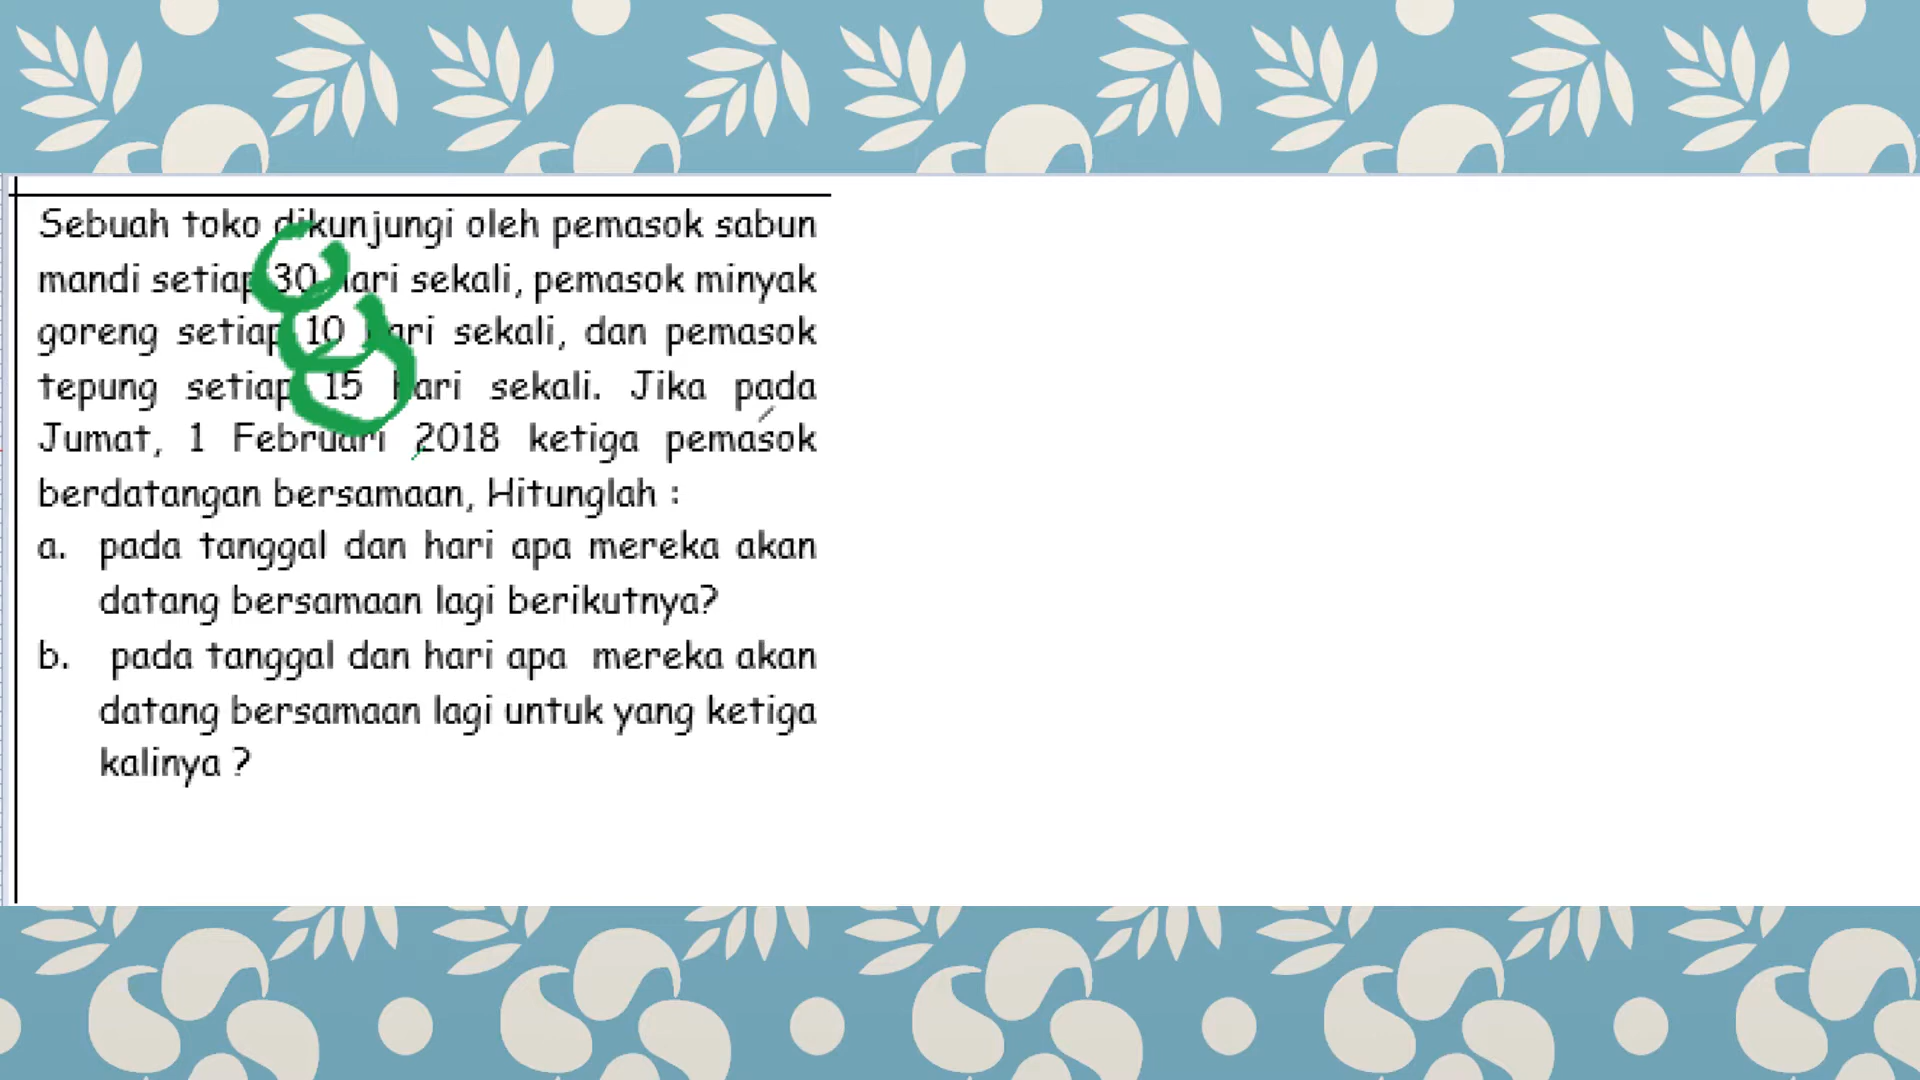 Sebuah toko dikunjungi oleh pemasok sabun
mandi setiap 30 hari sekali, pemasok minyak
goreng setiap 10 hari sekali, dan pemasok
tepung setiap 15 hari sekali. Jika pada
Jumat, 1 Februari 2018 ketiga pemasok
berdatangan bersamaan, Hitunglah :
a. pada tanggal dan hari apa mereka akan
datang bersamaan lagi berikutnya?
b. pada tanggal dan hari apa mereka akan
datang bersamaan lagi untuk yang ketiga
kalinya ?